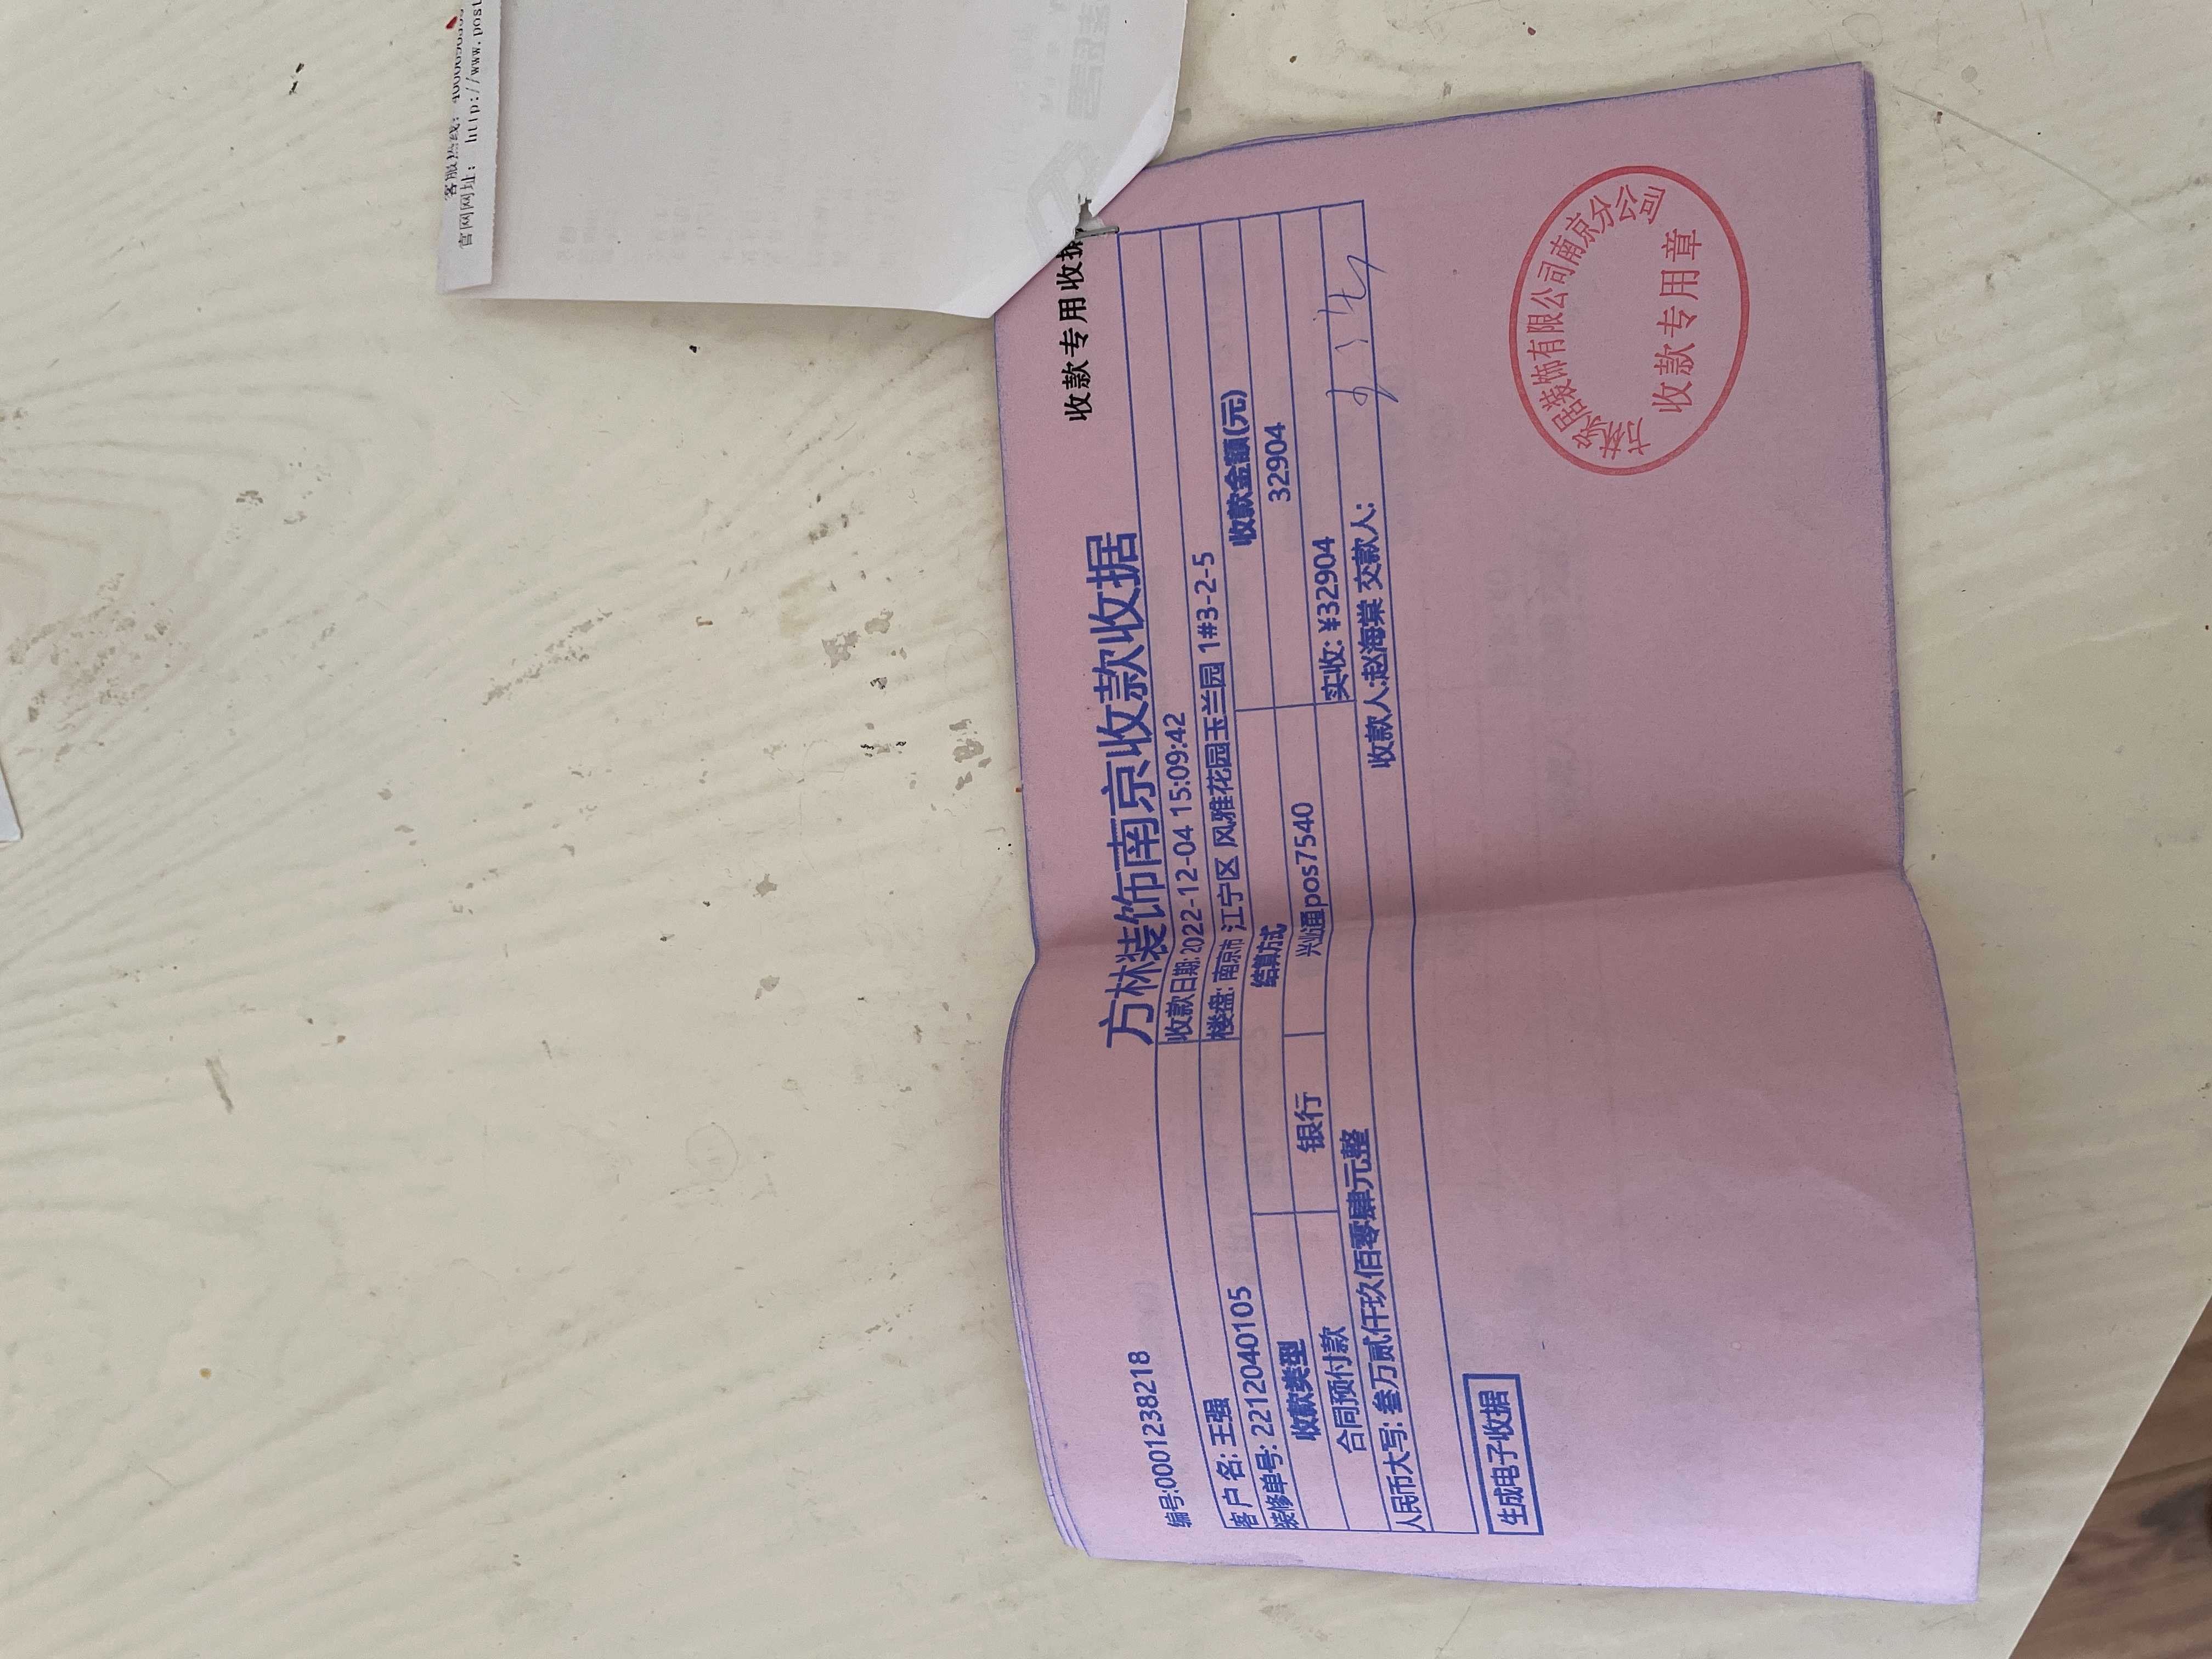 官网网址: http://www.post
收款专用收据
方林装饰南京收款收据
编号:0001238218
客 户 名: 王强
收款日期: 2022-12-04 15:09:42
装修单号: 2212040105
楼盘: 南京市 江宁区 风雅花园玉兰园 1#3-2-5
收款类型
结算方式
收款金额(元)
合同预付款
银行
兴业通pos7540
32904
人民币大写: 叁万贰仟玖佰零肆元整
实收: ¥32904
收款人:赵海棠 交款人:
生成电子收据
家居装饰有限公司南京分公司
收款专用章